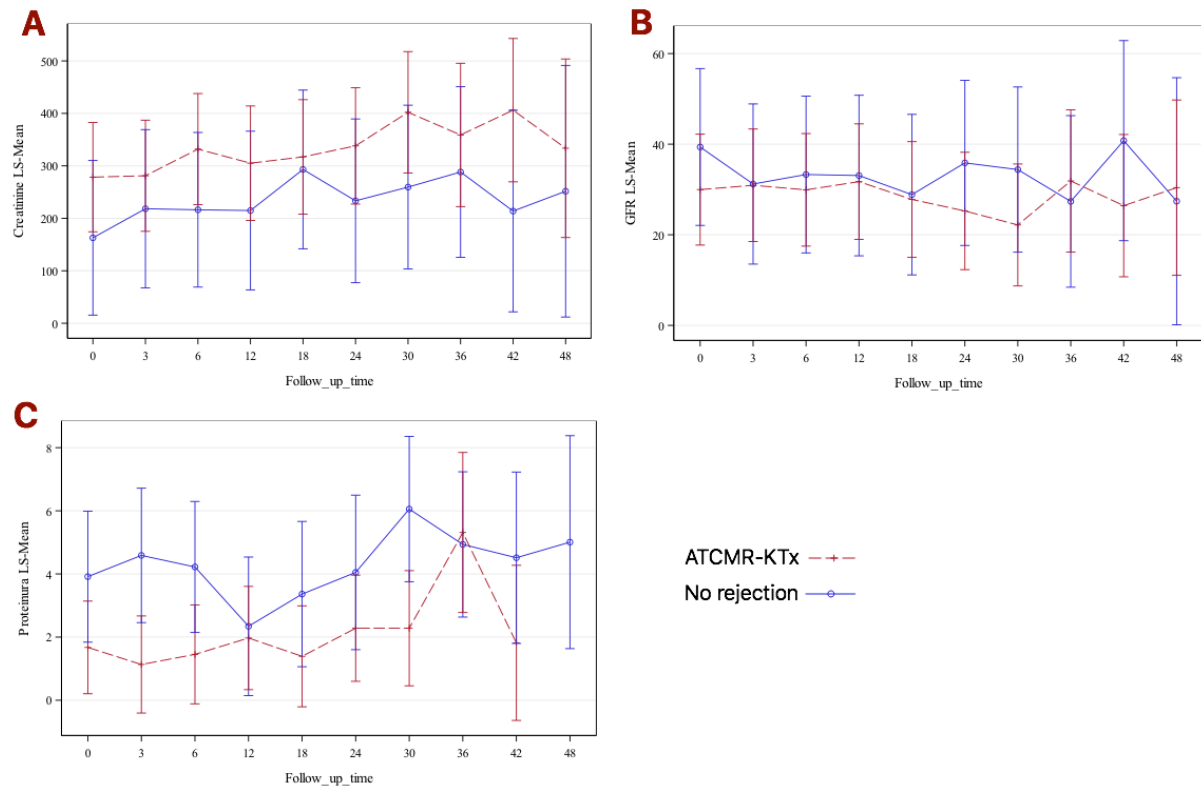 A
Creatinine LS-Mean
500
400
300
200
100
0
0 3 6 12 18 24 30 36 42 48
Follow_up_time
B
GFR LS-Mean
60
40
20
0
0 3 6 12 18 24 30 36 42 48
Follow_up_time
C
Proteinura LS-Mean
8
6
4
2
0
0 3 6 12 18 24 30 36 42 48
Follow_up_time
ATCMR-KTx
No rejection